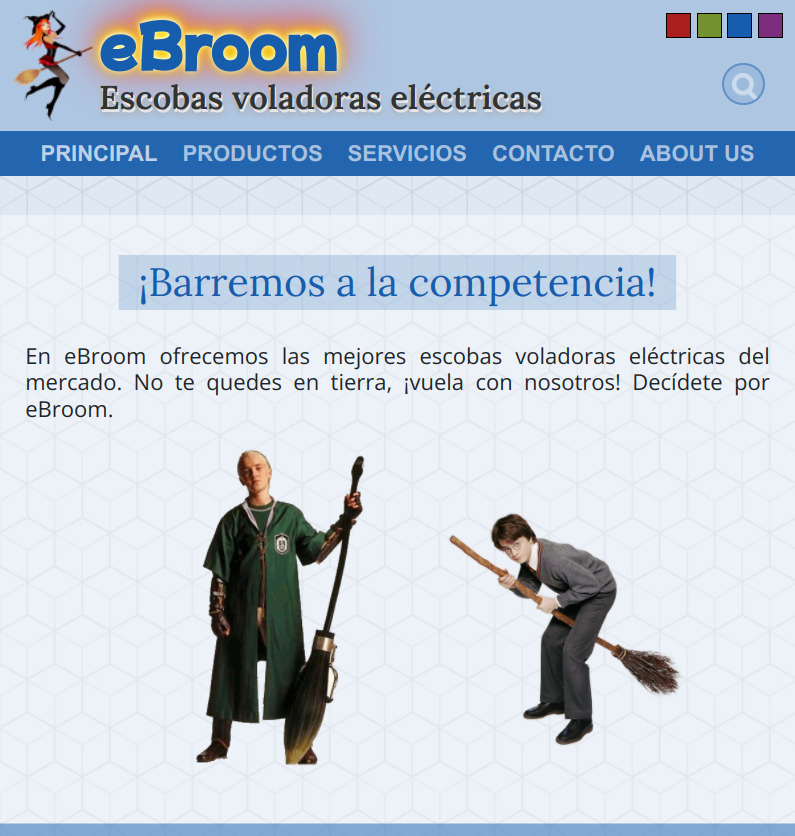 eBroom
Escobas voladoras eléctricas
PRINCIPAL PRODUCTOS SERVICIOS CONTACTO ABOUT US
¡Barremos a la competencia!
En eBroom ofrecemos las mejores escobas voladoras eléctricas del
mercado. No te quedes en tierra, ¡vuela con nosotros! Decídete por
eBroom.